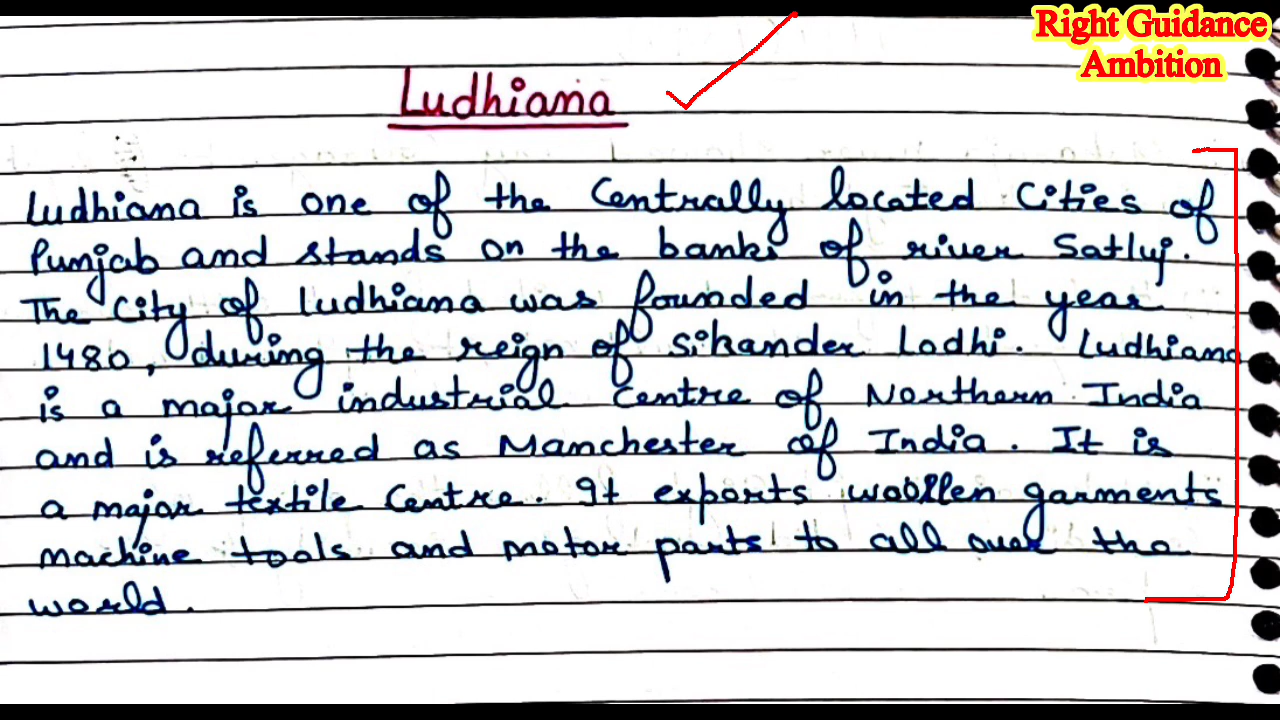 Right Guidance
Ambition
Ludhiana
Ludhiana is one of the Centrally located Cities of
Punjab and stands on the banks of river Satluj.
The City of Ludhiana was founded in the year
1480, during the reign of Sikander Lodhi. Ludhiana
is a major industrial Centre of Northern India
and is referred as Manchester of India. It is
a major textile Centre. It exports woollen garments
machine tools and motor parts to all over the
world.